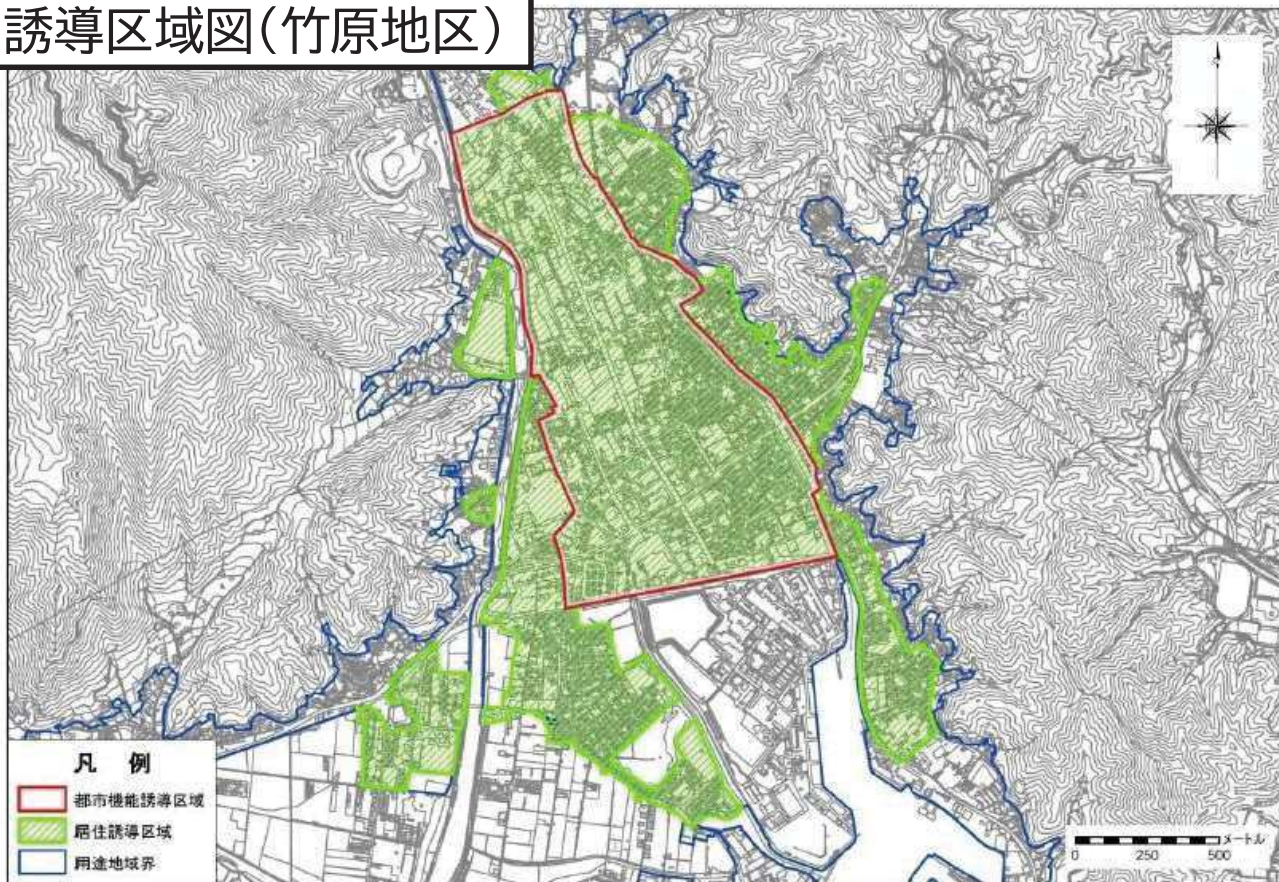 誘導区域図(竹原地区)
凡 例
都市機能誘導区域
居住誘導区域
用途地域界
メートル
0 250 500